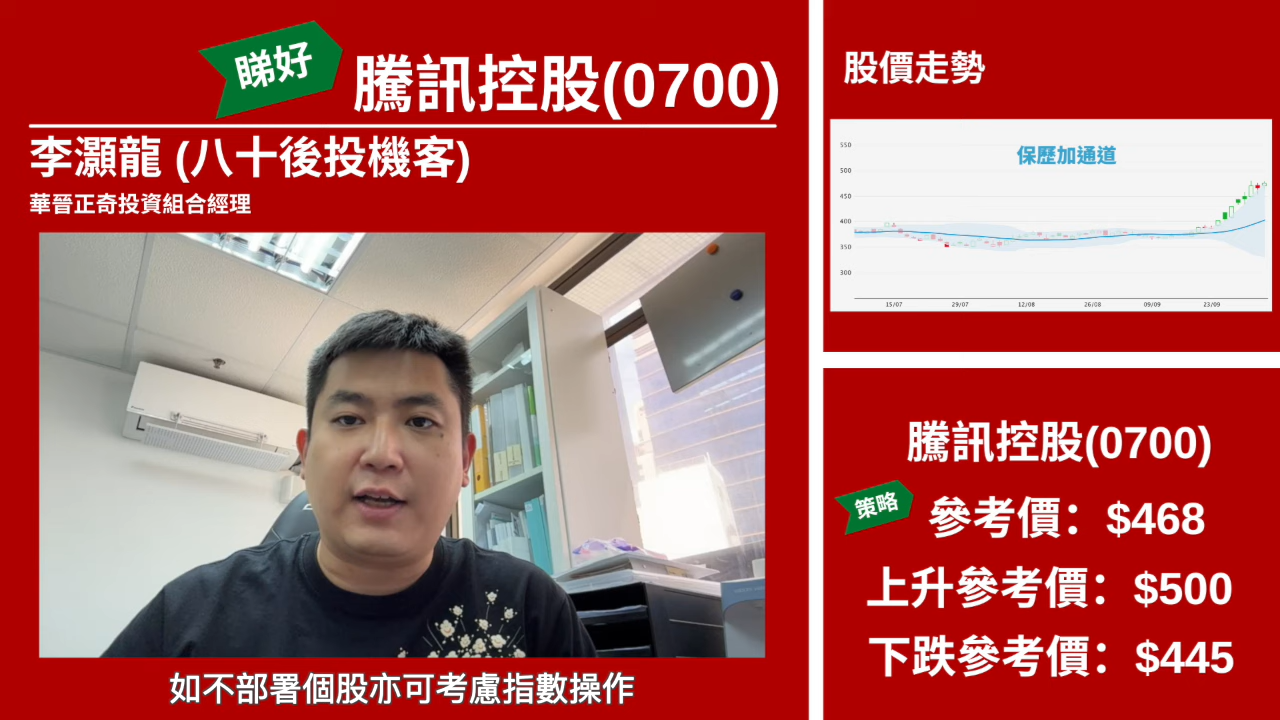 睇好
騰訊控股(0700)
李灝龍 (八十後投機客)
華晉正奇投資組合經理
如不部署個股亦可考慮指數操作
股價走勢
保歷加通道
550
500
450
400
350
300
15/07 29/07 12/08 26/08 09/09 23/09
騰訊控股(0700)
策略
參考價：$468
上升參考價：$500
下跌參考價：$445